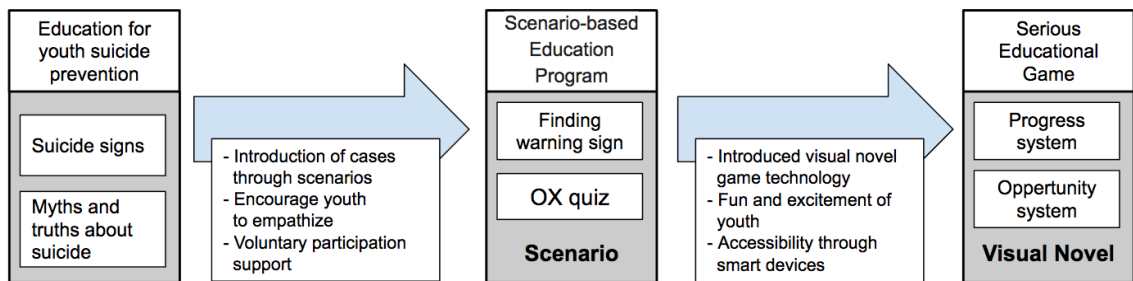 Education for
youth suicide
prevention
Suicide signs
Myths and
truths about
suicide
- Introduction of cases
through scenarios
- Encourage youth
to empathize
- Voluntary participation
support
Scenario-based
Education
Program
Finding
warning sign
OX quiz
Scenario
- Introduced visual novel
game technology
- Fun and excitement of
youth
- Accessibility through
smart devices
Serious
Educational
Game
Progress
system
Oppertunity
system
Visual Novel